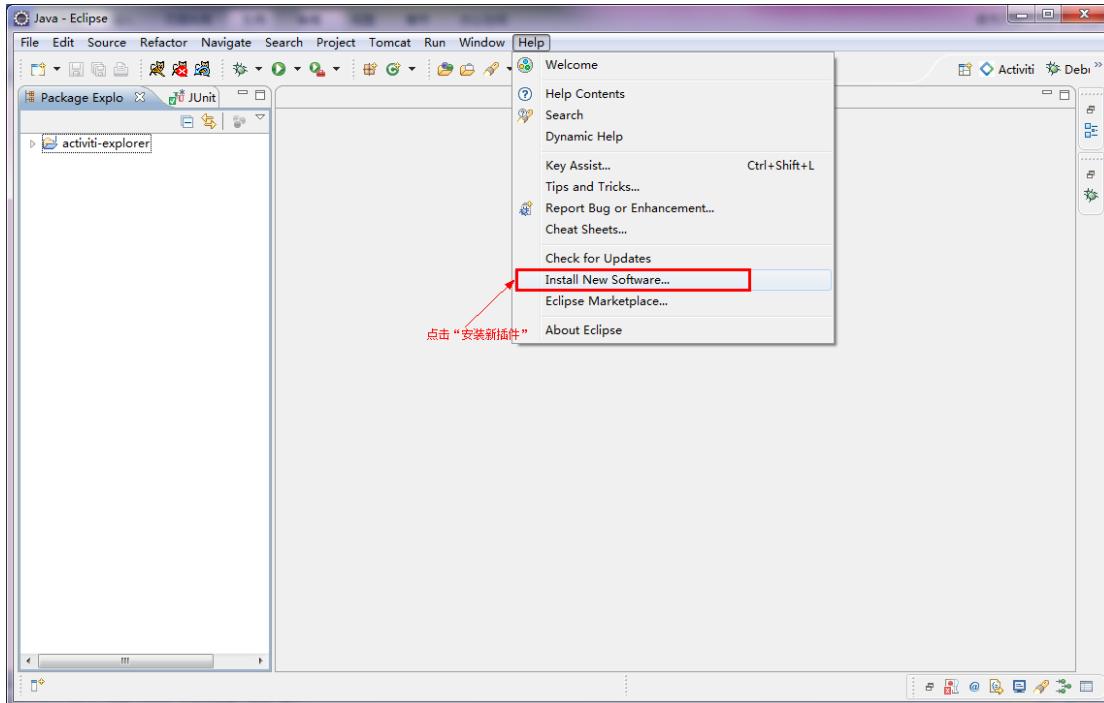 Java - Eclipse
File Edit Source Refactor Navigate Search Project Tomcat Run Window Help
Activiti
Package Explo
JUnit
activiti-explorer
Welcome
Help Contents
Search
Dynamic Help
Key Assist... Ctrl+Shift+L
Tips and Tricks...
Report Bug or Enhancement...
Cheat Sheets...
Check for Updates
Install New Software...
Eclipse Marketplace...
About Eclipse
点击“安装新插件”